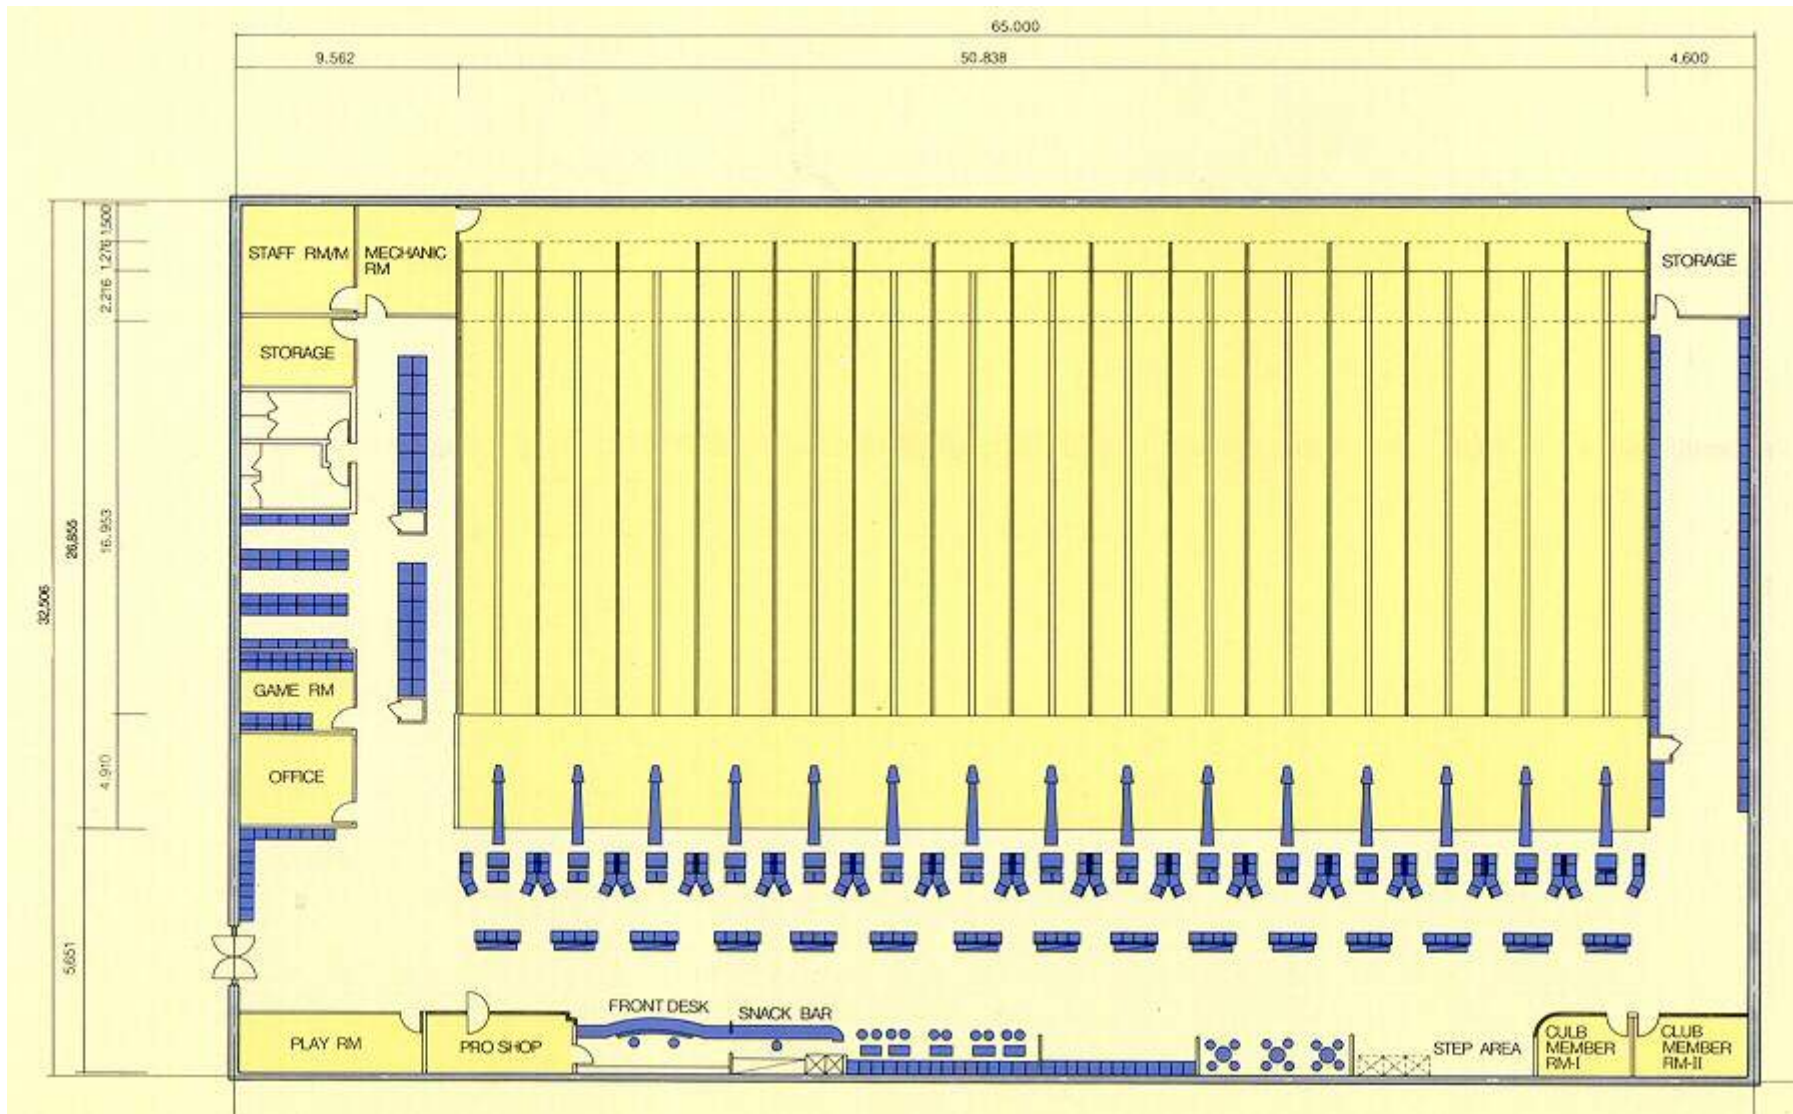 65.000
9.562
50.838
4.600
1,500
1.276
2.216
16.953
4.910
26,855
32,506
5,651
STAFF RM/M
MECHANIC
RM
STORAGE
STORAGE
GAME RM
OFFICE
PLAY RM
PRO SHOP
FRONT DESK
SNACK BAR
STEP AREA
CULB
MEMBER
RM-I
CLUB
MEMBER
RM-II